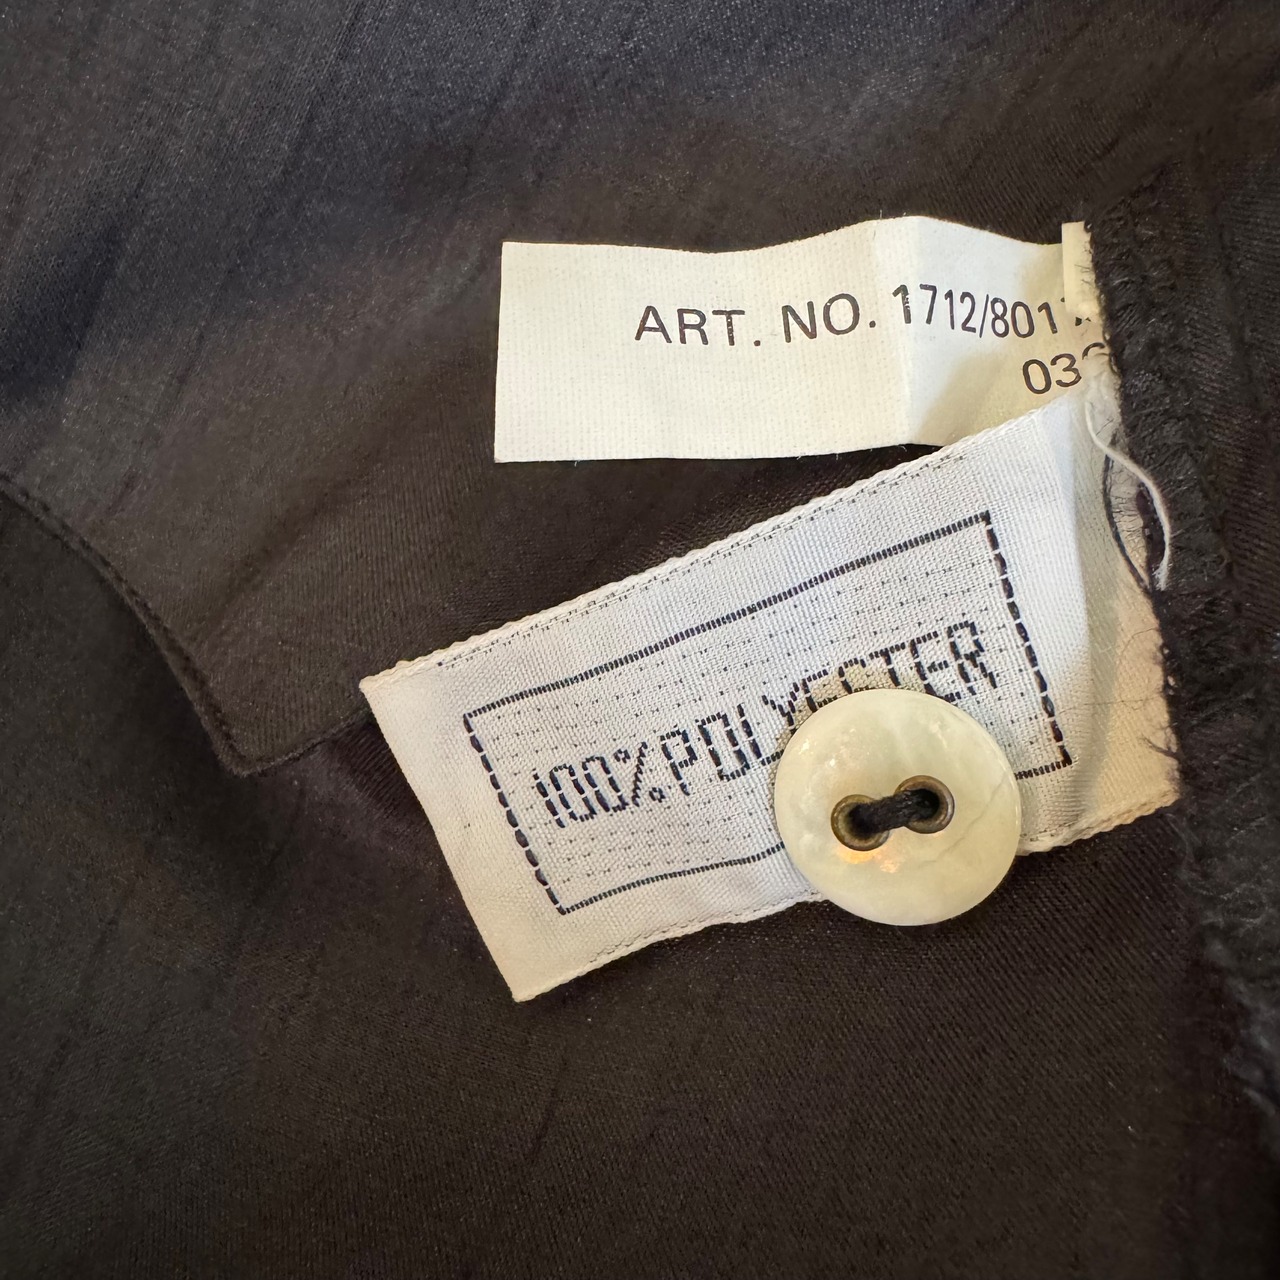 ART. NO. 1712/801
03
100% POLYESTER